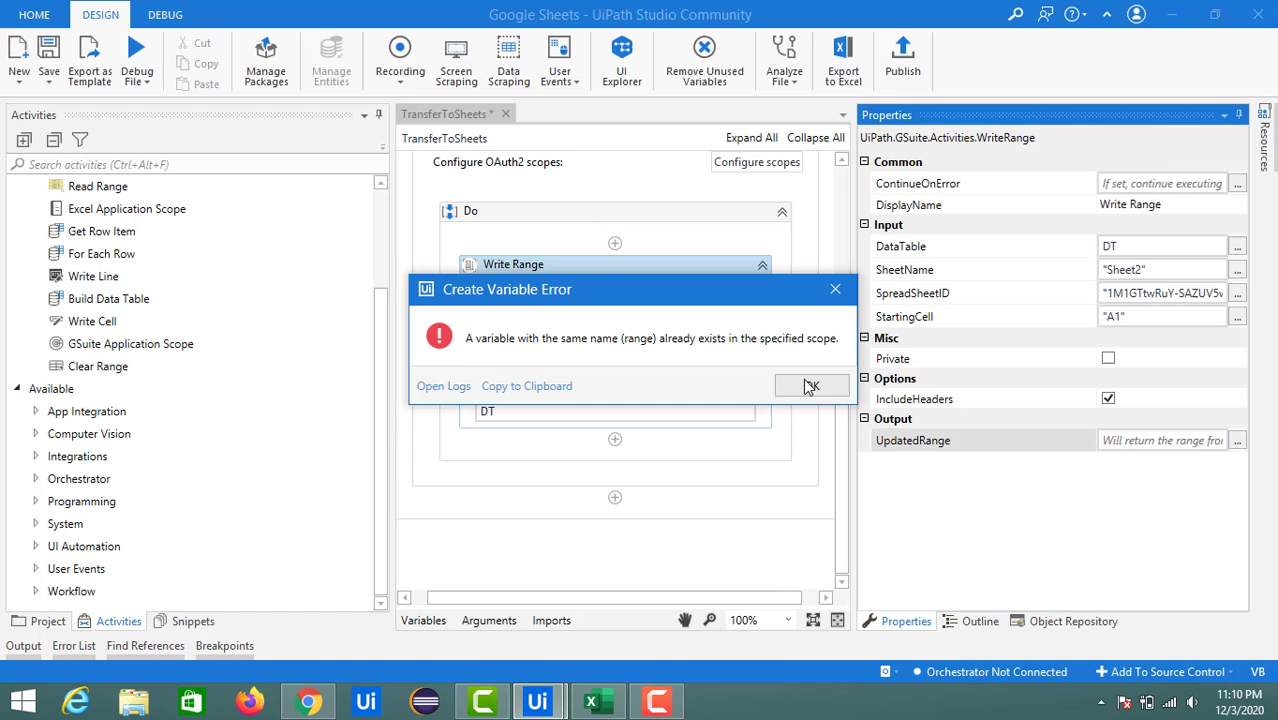 HOME DESIGN DEBUG Google Sheets - UiPath Studio Community
New Save Export as Template Debug File Cut Copy Paste Manage Packages Manage Entities Recording Screen Scraping Data Scraping User Events UI Explorer Remove Unused Variables Analyze File Export to Excel Publish
Activities
Search activities (Ctrl+Alt+F)
Read Range
Excel Application Scope
Get Row Item
For Each Row
Write Line
Build Data Table
Write Cell
GSuite Application Scope
Clear Range
Available
App Integration
Computer Vision
Integrations
Orchestrator
Programming
System
UI Automation
User Events
Workflow
Project Activities Snippets
TransferToSheets *
TransferToSheets Expand All Collapse All
Configure OAuth2 scopes: Configure scopes
Do
Write Range
Create Variable Error
A variable with the same name (range) already exists in the specified scope.
Open Logs Copy to Clipboard
DT
Variables Arguments Imports 100%
Properties
UiPath.GSuite.Activities.WriteRange
Common
ContinueOnError If set, continue executing ...
DisplayName Write Range
Input
DataTable DT ...
SheetName "Sheet2" ...
SpreadSheetID "1M1GTtwRuY-SAZUV5v ...
StartingCell "A1" ...
Misc
Private
Options
IncludeHeaders
Output
UpdatedRange Will return the range fror ...
Properties Outline Object Repository
Resources
Output Error List Find References Breakpoints
Orchestrator Not Connected Add To Source Control VB
Ui Ui
11:10 PM
12/3/2020